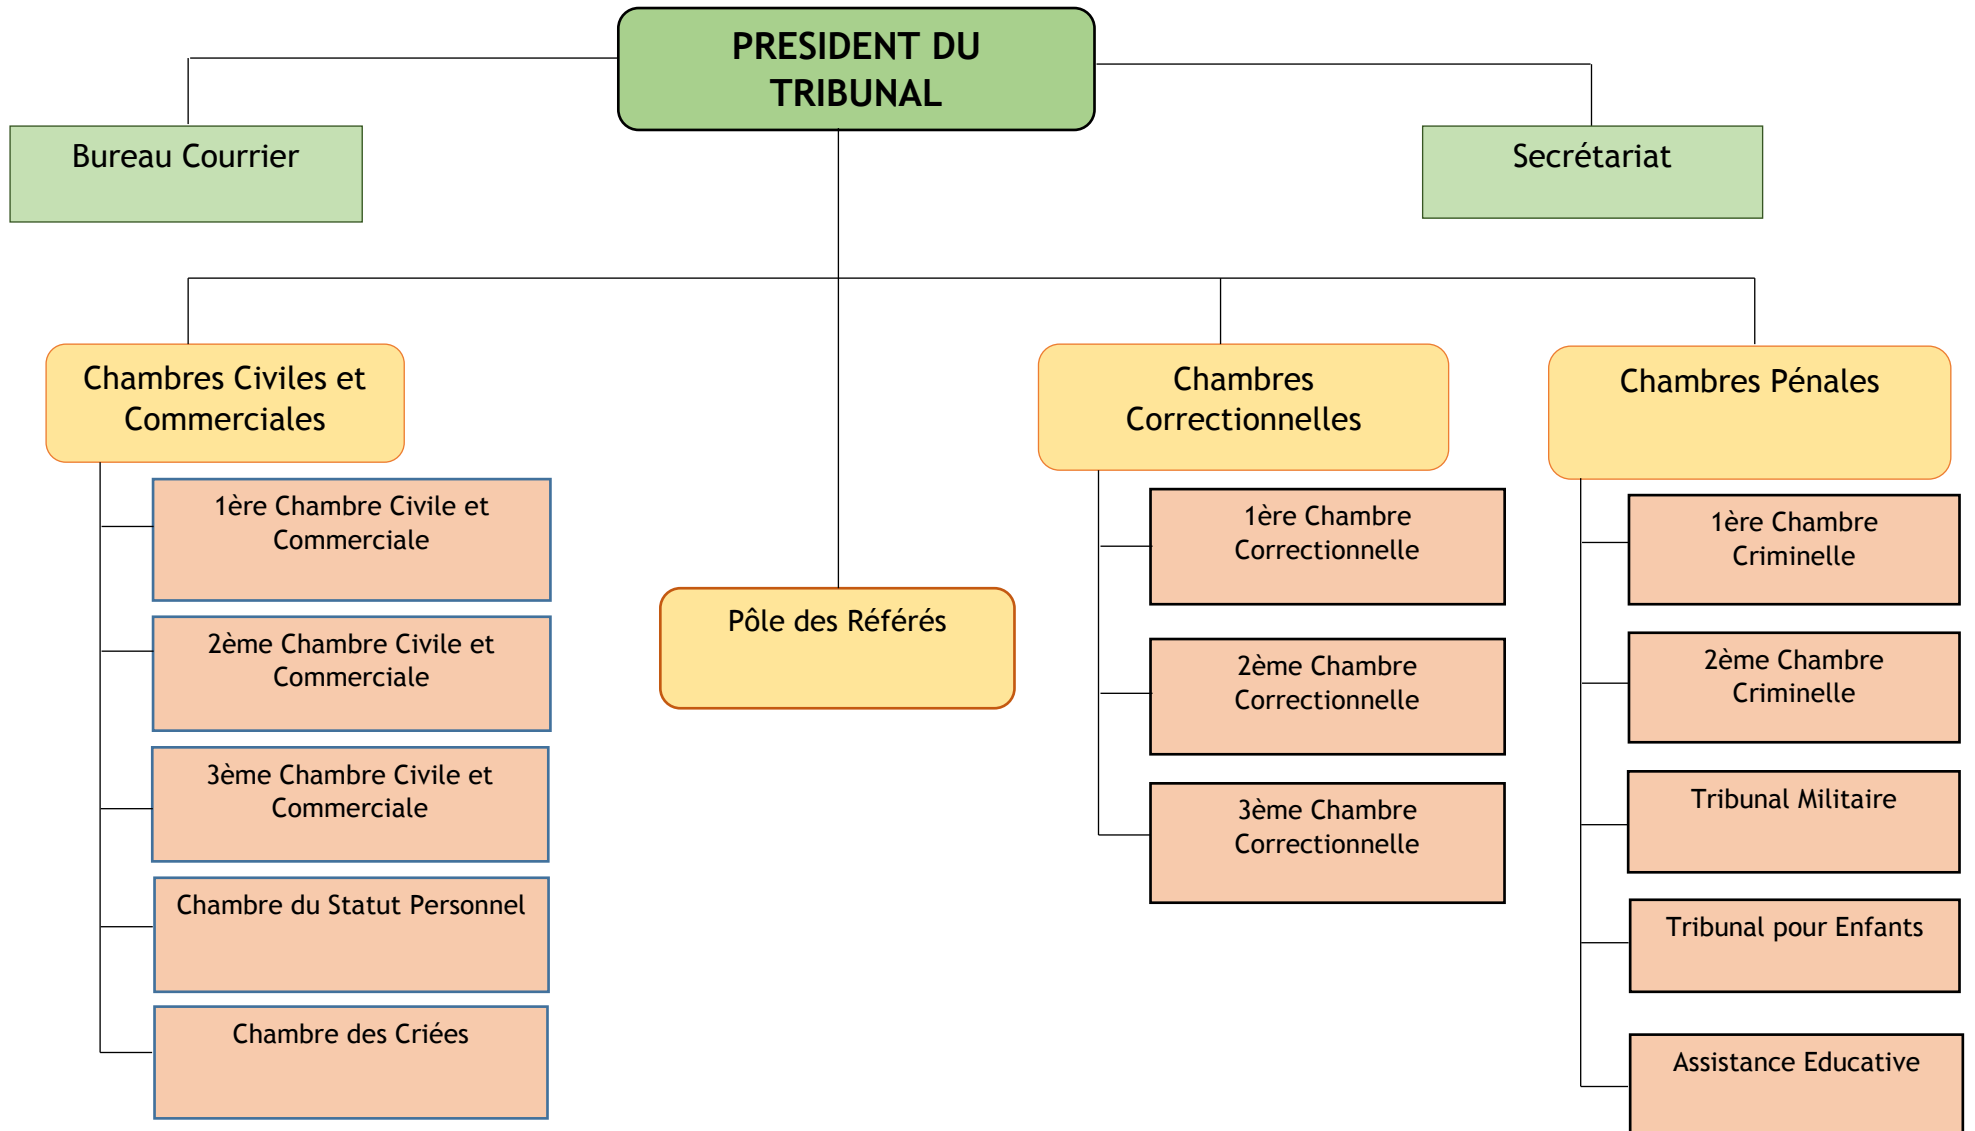 PRESIDENT DU
TRIBUNAL
Bureau Courrier
Secrétariat
Chambres Civiles et
Commerciales
1ère Chambre Civile et
Commerciale
2ème Chambre Civile et
Commerciale
3ème Chambre Civile et
Commerciale
Chambre du Statut Personnel
Chambre des Criées
Pôle des Référés
Chambres
Correctionnelles
1ère Chambre
Correctionnelle
2ème Chambre
Correctionnelle
3ème Chambre
Correctionnelle
Chambres Pénales
1ère Chambre
Criminelle
2ème Chambre
Criminelle
Tribunal Militaire
Tribunal pour Enfants
Assistance Educative